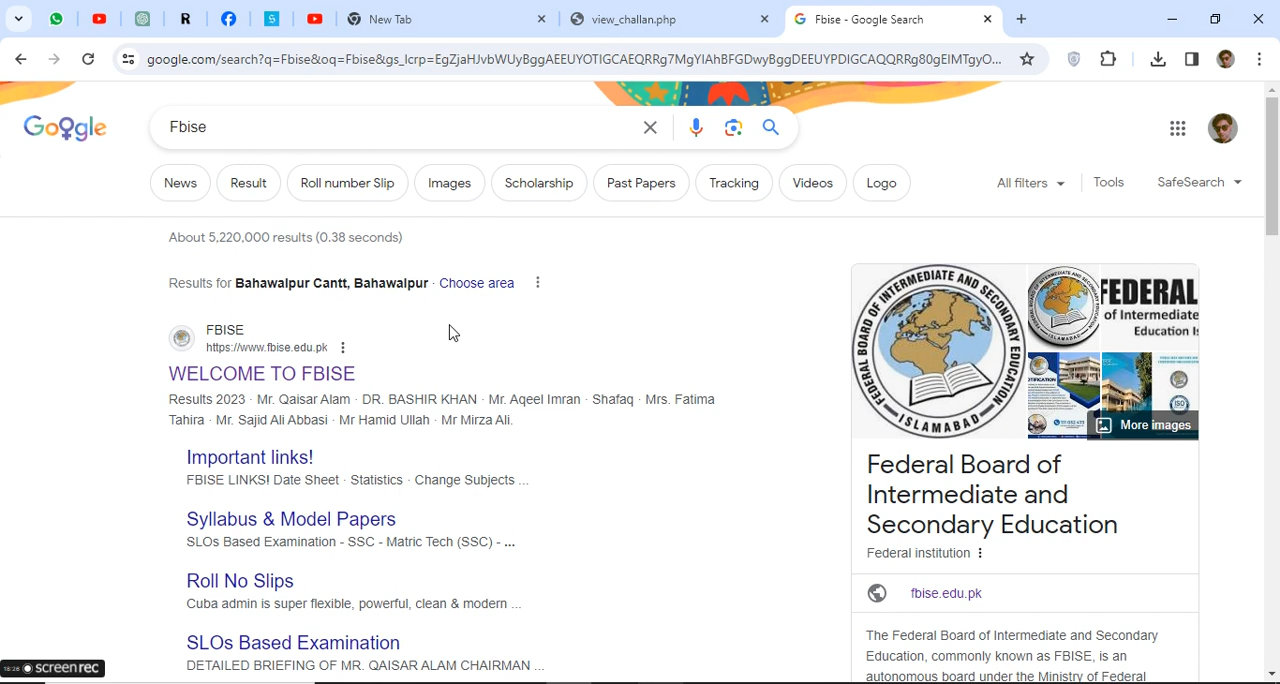 R
S
New Tab
view_challan.php
Fbise - Google Search
google.com/search?q=Fbise&oq=Fbise&gs_lcrp=EgZjaHJvbWUyBggAEEUYOTIGCAEQRRg7MgYIAhBFGDwyBggDEEUYPDIGCAQQRRg80gEIMTgyO...
Google
Fbise
News
Result
Roll number Slip
Images
Scholarship
Past Papers
Tracking
Videos
Logo
All filters
Tools
SafeSearch
About 5,220,000 results (0.38 seconds)
Results for Bahawalpur Cantt, Bahawalpur · Choose area
FBISE
https://www.fbise.edu.pk
WELCOME TO FBISE
Results 2023 · Mr. Qaisar Alam · DR. BASHIR KHAN · Mr. Aqeel Imran · Shafaq · Mrs. Fatima
Tahira · Mr. Sajid Ali Abbasi · Mr Hamid Ullah · Mr Mirza Ali.
Important links!
FBISE LINKS! Date Sheet · Statistics · Change Subjects ...
Syllabus & Model Papers
SLOs Based Examination - SSC - Matric Tech (SSC) - ...
Roll No Slips
Cuba admin is super flexible, powerful, clean & modern ...
SLOs Based Examination
DETAILED BRIEFING OF MR. QAISAR ALAM CHAIRMAN ...
FEDERAL BOARD OF INTERMEDIATE AND SECONDARY EDUCATION
ISLAMABAD
FEDERAL
of Intermediate
Education Is
More images
Federal Board of
Intermediate and
Secondary Education
Federal institution
fbise.edu.pk
The Federal Board of Intermediate and Secondary
Education, commonly known as FBISE, is an
autonomous board under the Ministry of Federal
18:28 screenrec